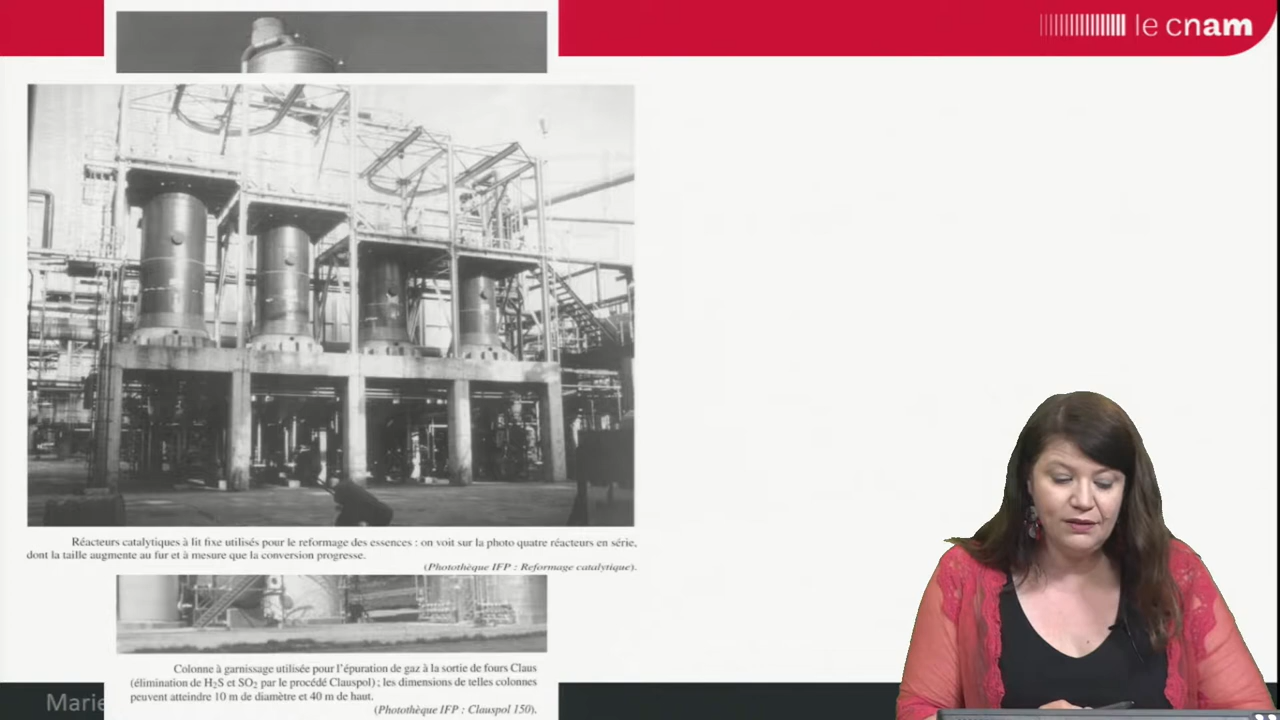 le cnam
Réacteurs catalytiques à lit fixe utilisés pour le reformage des essences : on voit sur la photo quatre réacteurs en série,
dont la taille augmente au fur et à mesure que la conversion progresse.
(Photothèque IFP : Reformage catalytique).
Colonne à garnissage utilisée pour l'épuration de gaz à la sortie de fours Claus
(élimination de H₂S et SO₂ par le procédé Clauspol) ; les dimensions de telles colonnes
peuvent atteindre 10 m de diamètre et 40 m de haut.
(Photothèque IFP : Clauspol 150).
Marie